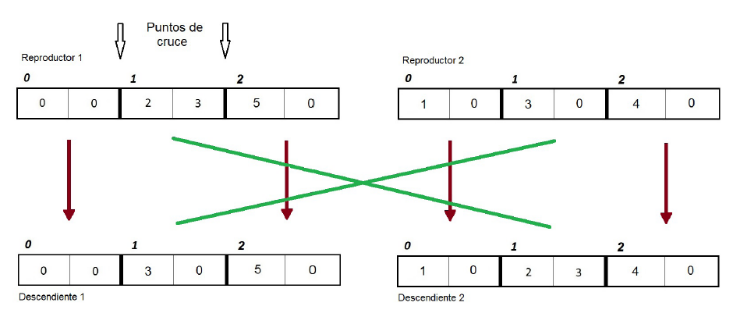 Puntos de
cruce
Reproductor 1
0 1 2
0 0 2 3 5 0
Reproductor 2
0 1 2
1 0 3 0 4 0
0 1 2
0 0 3 0 5 0
Descendiente 1
0 1 2
1 0 2 3 4 0
Descendiente 2